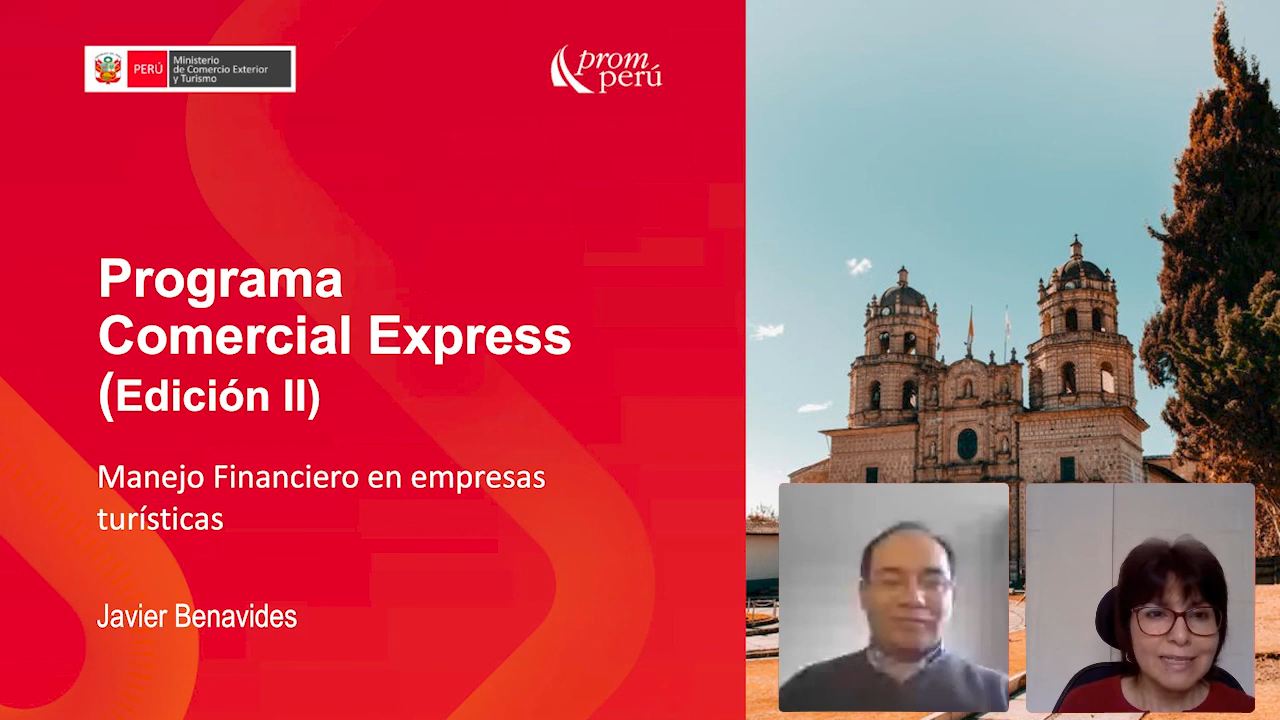 PERÚ
Ministerio
de Comercio Exterior
y Turismo
prom
perú
Programa
Comercial Express
(Edición II)
Manejo Financiero en empresas
turísticas
Javier Benavides